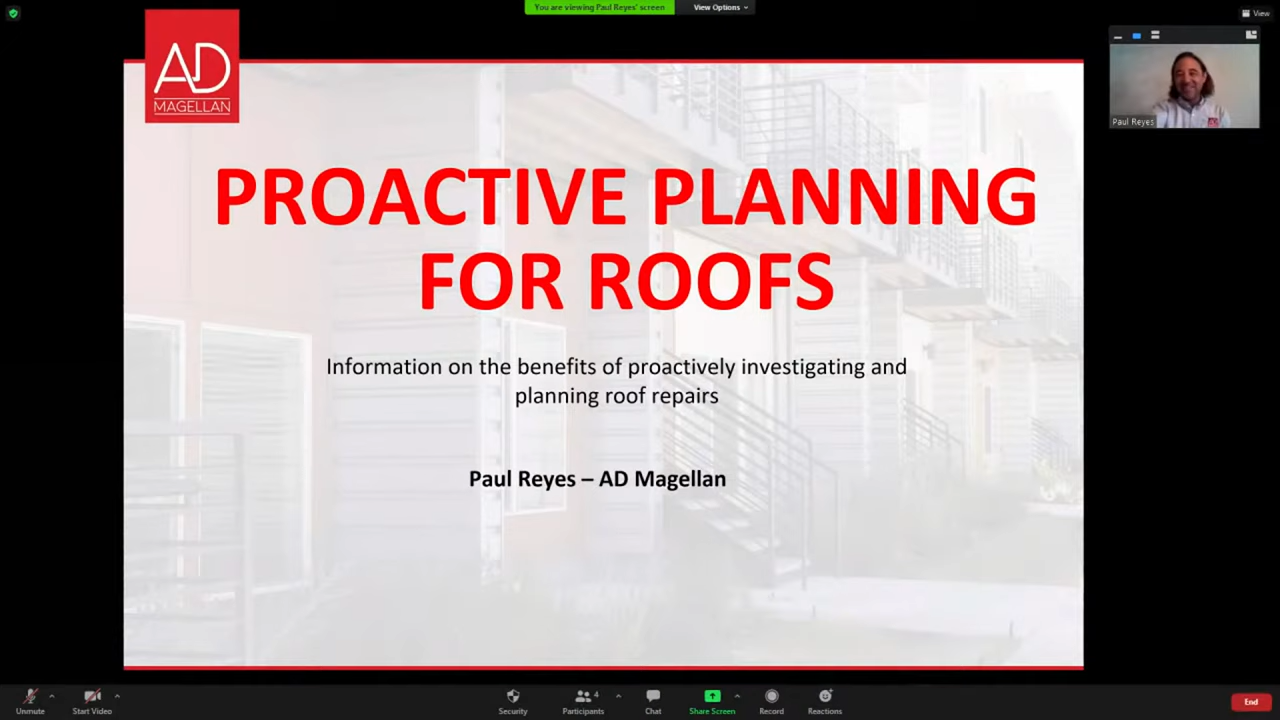 You are viewing Paul Reyes' screen
View Options
View
AD
MAGELLAN
Paul Reyes
PROACTIVE PLANNING
FOR ROOFS
Information on the benefits of proactively investigating and
planning roof repairs
Paul Reyes – AD Magellan
Unmute
Start Video
Security
4
Participants
Chat
Share Screen
Record
Reactions
End